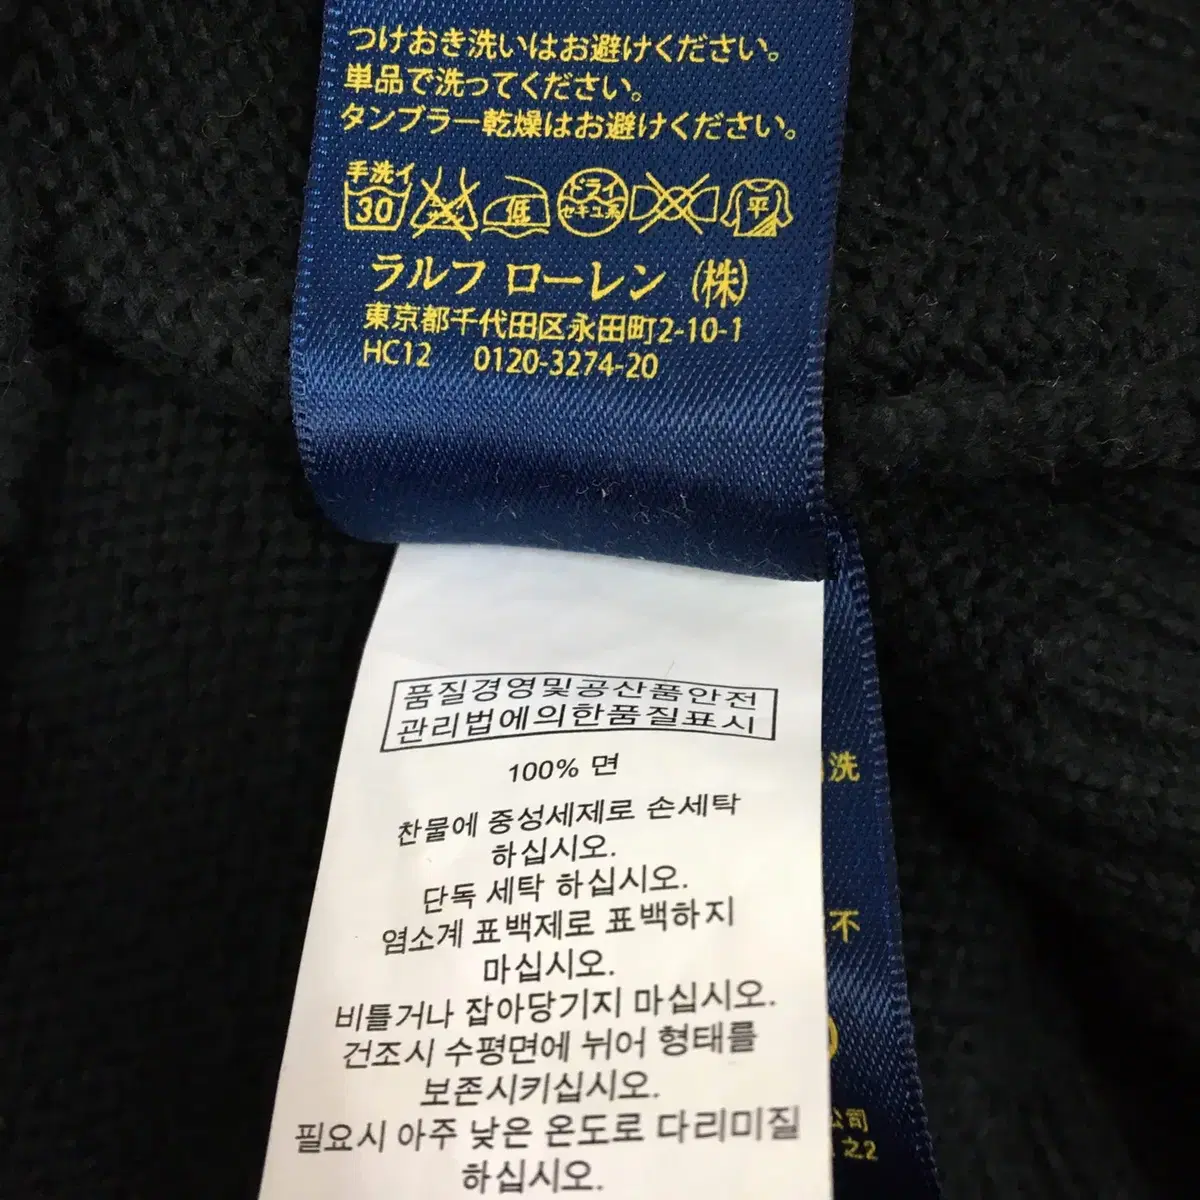 つけおき洗いはお避けください。
単品で洗ってください。
タンブラー乾燥はお避けください。
手洗イ
30
低
ドライ
セキユ系
平
ラルフ ローレン (株)
東京都千代田区永田町2-10-1
HC12 0120-3274-20
품질경영및공산품안전
관리법에의한품질표시
100% 면
찬물에 중성세제로 손세탁
하십시오.
단독 세탁 하십시오.
염소계 표백제로 표백하지
마십시오.
비틀거나 잡아당기지 마십시오.
건조시 수평면에 뉘어 형태를
보존시키십시오.
필요시 아주 낮은 온도로 다리미질
하십시오.
洗
不
公司
之2